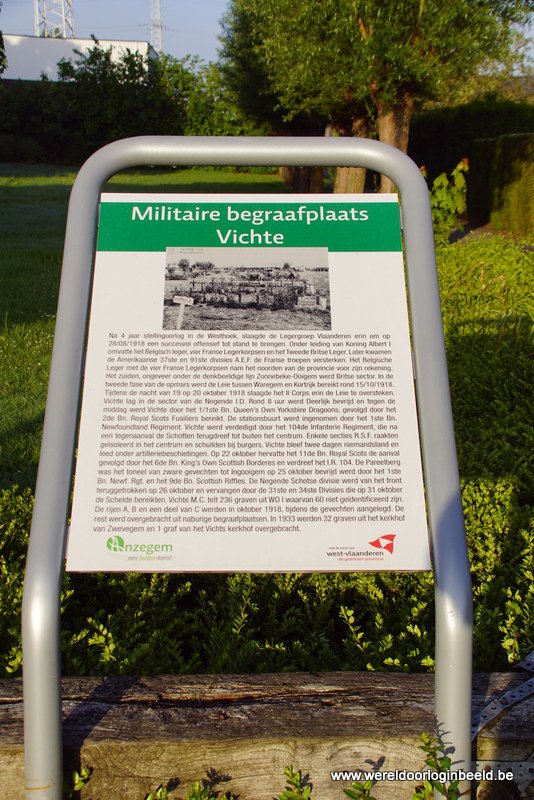 Militaire begraafplaats
Vichte
Na 4 jaar stellingoorlog in de Westhoek, slaagde de Legergroep Vlaanderen erin om op
28/08/1918 een succesvol offensief tot stand te brengen. Onder leiding van Koning Albert I
omvatte het Belgisch leger, vier Franse Legerkorpsen en het Tweede Britse Leger. Later kwamen
de Amerikaanse 37ste en 91ste divisies A.E.F. de Franse troepen versterken. Het Belgische
Leger met de vier Franse Legerkorpsen nam het noorden van de provincie voor zijn rekening.
Het zuiden, ongeveer onder de denkbeeldige lijn Zonnebeke-Ooigem werd Britse sector. In de
tweede fase van de opmars werd de Leie tussen Waregem en Kortrijk bereikt rond 15/10/1918.
Tijdens de nacht van 19 op 20 oktober 1918 slaagde het II Corps erin de Leie te oversteken.
Vichte lag in de sector van de Negende I.D. Rond 8 uur werd Deerlijk bevrijd en tegen de
middag werd Vichte door het 1/1ste Bn. Queen's Own Yorkshire Dragoons, gevolgd door het
2de Bn. Royal Scots Fusiliers bereikt. De stationsbuurt werd ingenomen door het 1ste Bn.
Newfoundland Regiment. Vichte werd verdedigd door het 104de Infanterie Regiment, die na
een tegenaanval de Schotten terugdreef tot buiten het centrum. Enkele secties R.S.F. raakten
geïsoleerd in het centrum en schuilden bij burgers. Vichte bleef twee dagen niemandsland en
leed onder artilleriebeschietingen. Op 22 oktober hervatte het 11de Bn. Royal Scots de aanval
gevolgd door het 6de Bn. King's Own Scottish Borderes en verdreef het I.R. 104. De Pareelberg
was het toneel van zware gevechten tot Ingooigem op 25 oktober bevrijd werd door het 1ste
Bn. Newf. Rgt. en het 9de Bn. Scottish Riffles. De Negende Schotse divisie werd van het front
teruggetrokken op 26 oktober en vervangen door de 31ste en 34ste Divisies die op 31 oktober
de Schelde bereikten. Vichte M.C. telt 236 graven uit WO I waarvan 60 niet geïdentificeerd zijn.
De rijen A, B en een deel van C werden in oktober 1918, tijdens de gevechten aangelegd. De
rest werd overgebracht uit naburige begraafplaatsen. In 1933 werden 32 graven uit het kerkhof
van Zwevegem en 1 graf van het Vichts kerkhof overgebracht.
Anzegem
een buiten-kans!
met de steun van
west-vlaanderen
de gedreven provincie
www.wereldoorloginbeeld.be